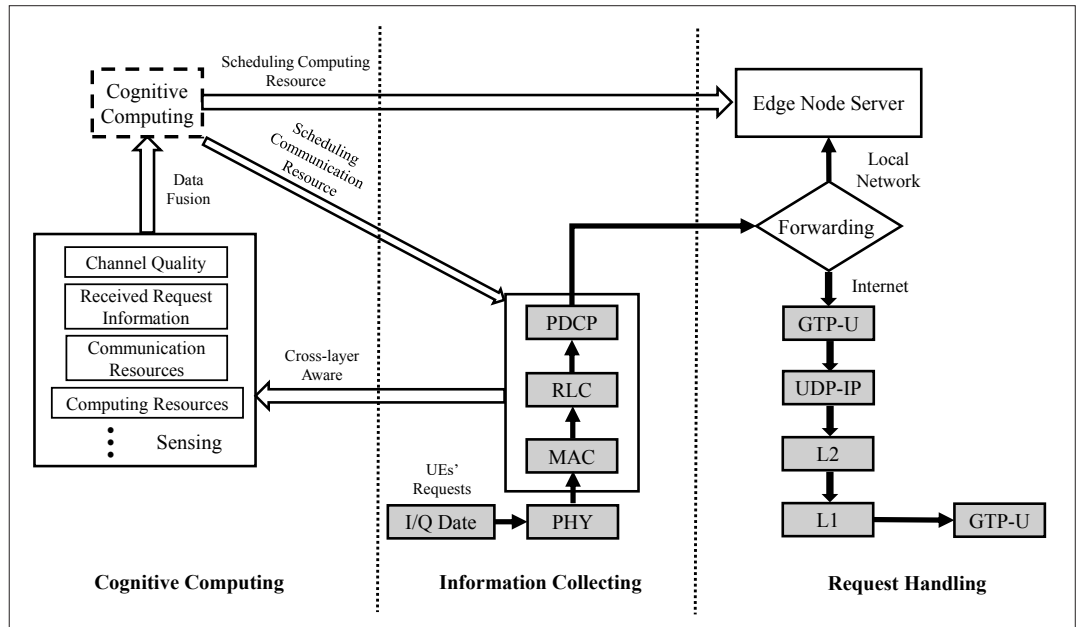 Scheduling Computing
Resource
Cognitive
Computing
Edge Node Server
Scheduling
Communication
Resource
Data
Fusion
Local
Network
Forwarding
Channel Quality
Received Request
Information
Communication
Resources
Computing Resources
Sensing
Cross-layer
Aware
PDCP
RLC
MAC
UEs'
Requests
I/Q Date
PHY
Internet
GTP-U
UDP-IP
L2
L1
GTP-U
Cognitive Computing
Information Collecting
Request Handling